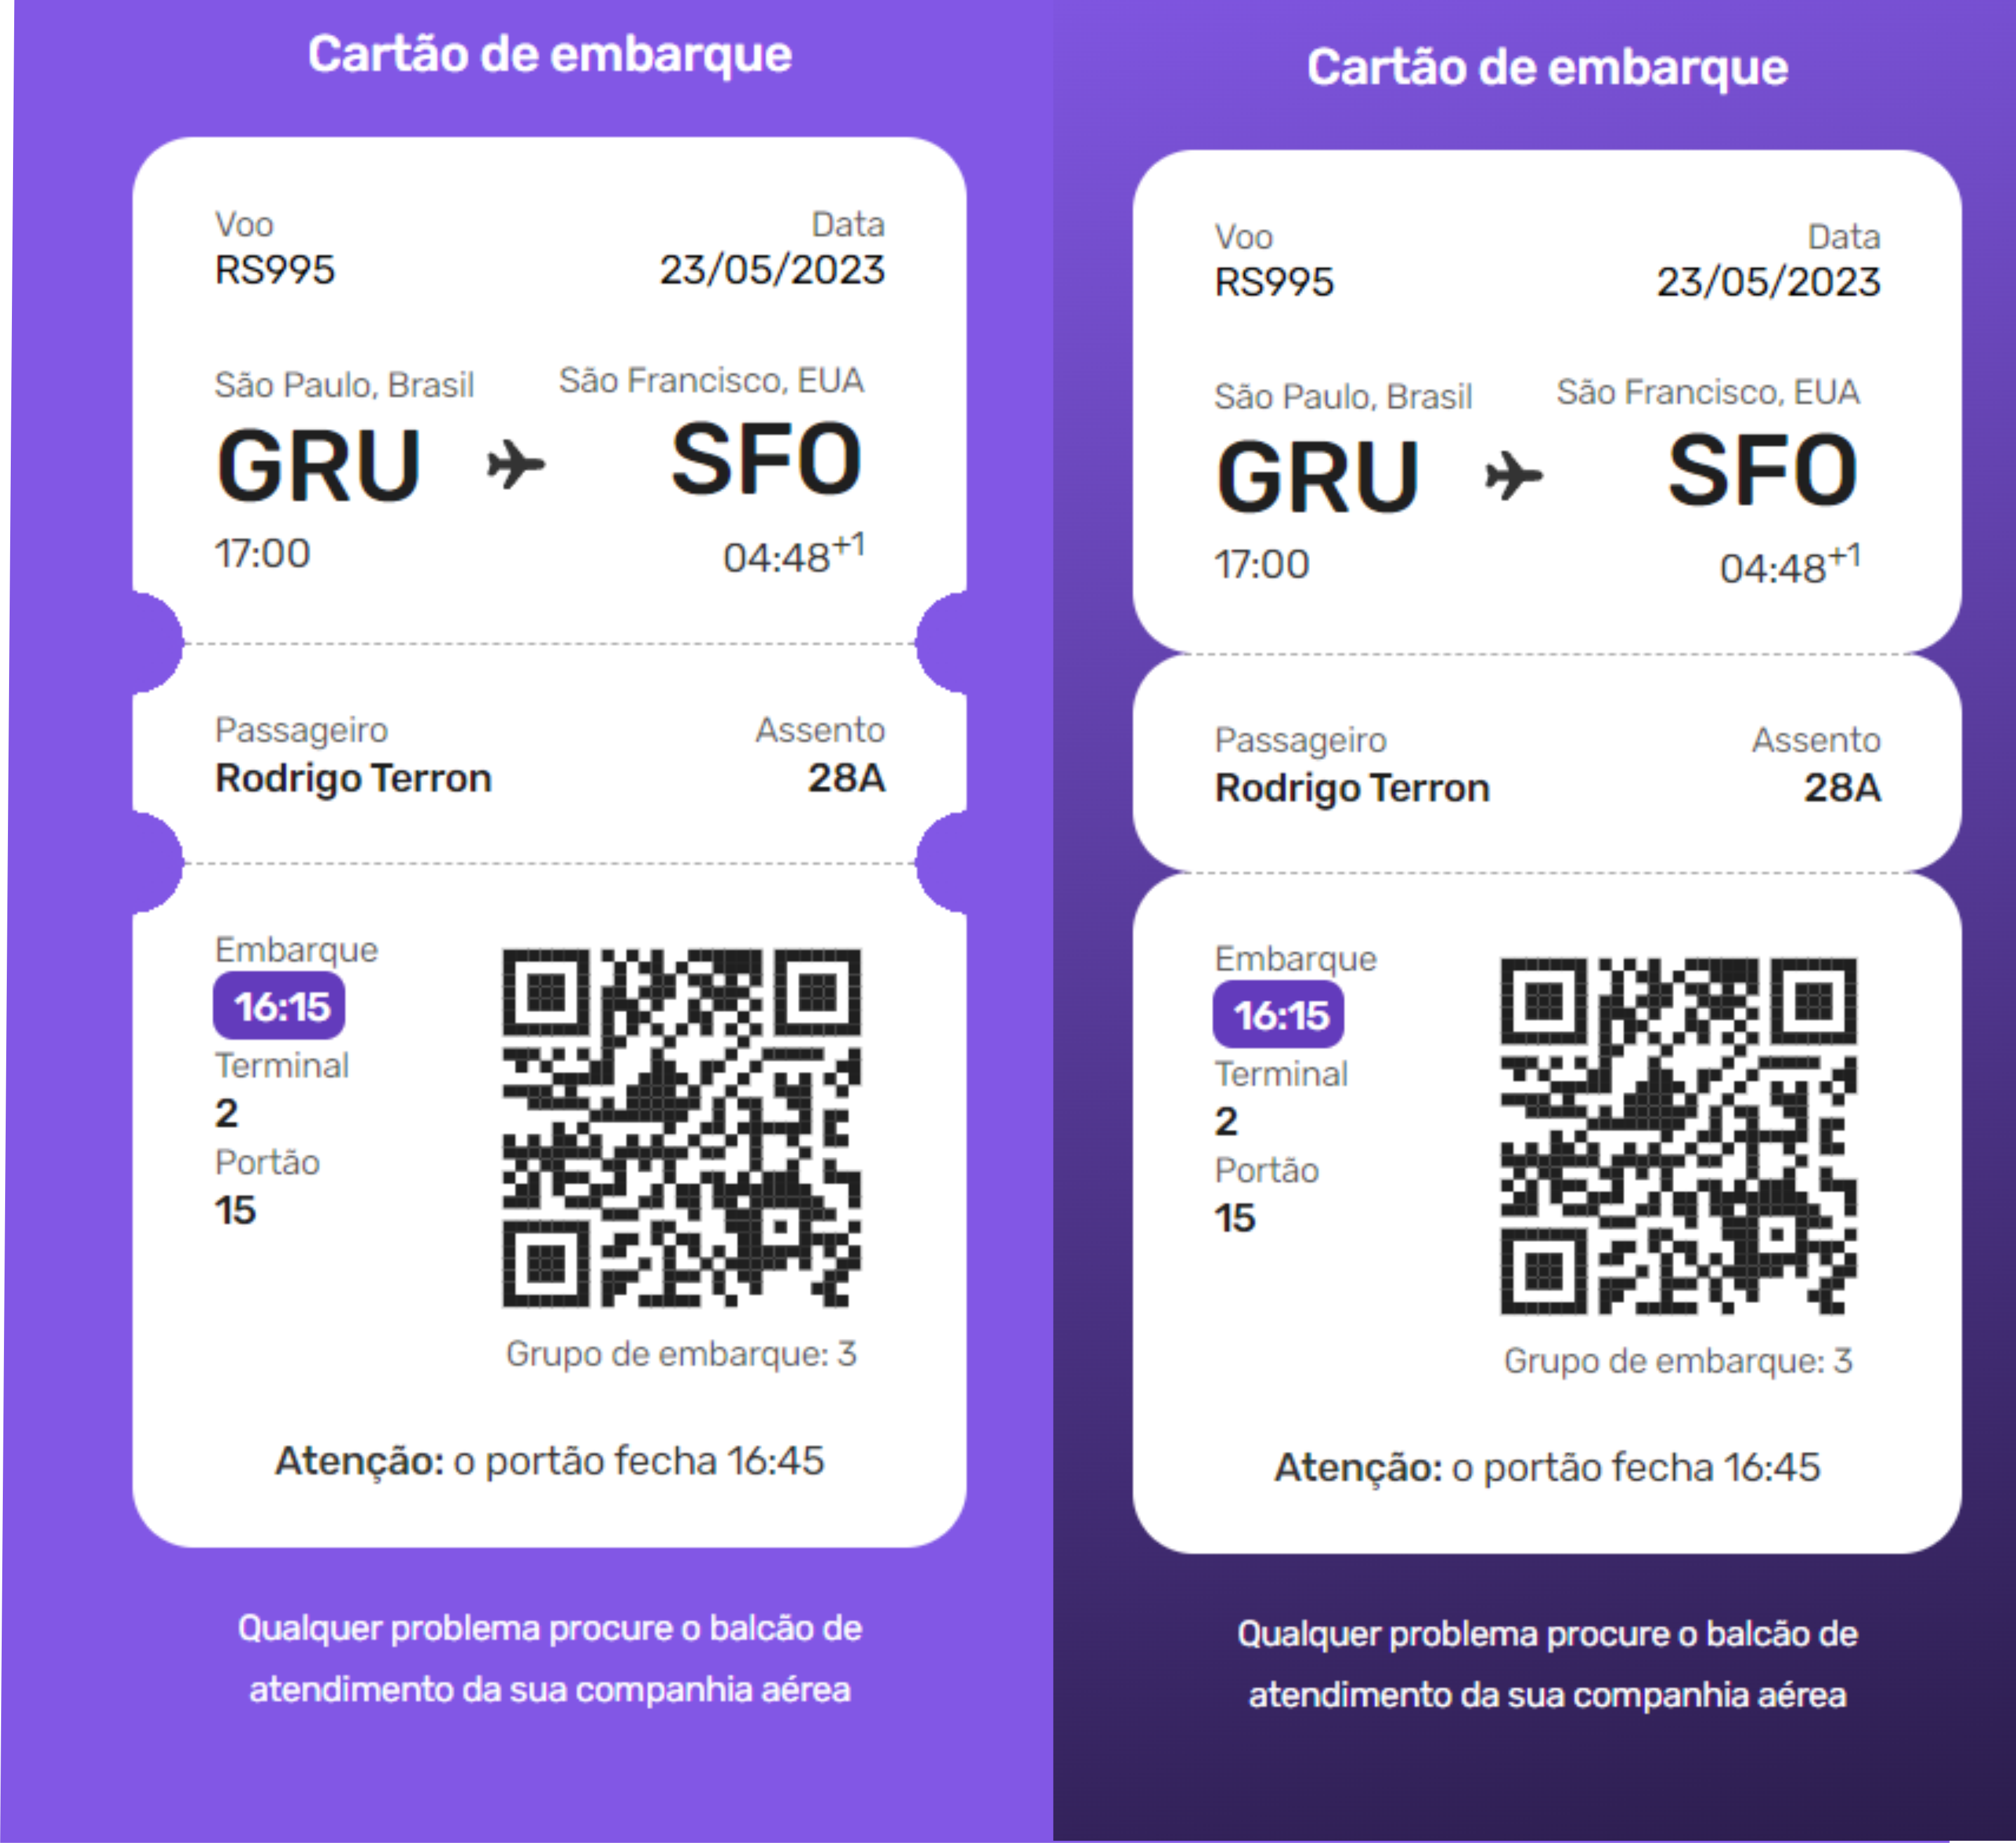 Cartão de embarque
Voo Data
RS995 23/05/2023
São Paulo, Brasil São Francisco, EUA
GRU SFO
17:00 04:48+1
Passageiro Assento
Rodrigo Terron 28A
Embarque
16:15
Terminal
2
Portão
15
Grupo de embarque: 3
Atenção: o portão fecha 16:45
Qualquer problema procure o balcão de
atendimento da sua companhia aérea
Cartão de embarque
Voo Data
RS995 23/05/2023
São Paulo, Brasil São Francisco, EUA
GRU SFO
17:00 04:48+1
Passageiro Assento
Rodrigo Terron 28A
Embarque
16:15
Terminal
2
Portão
15
Grupo de embarque: 3
Atenção: o portão fecha 16:45
Qualquer problema procure o balcão de
atendimento da sua companhia aérea